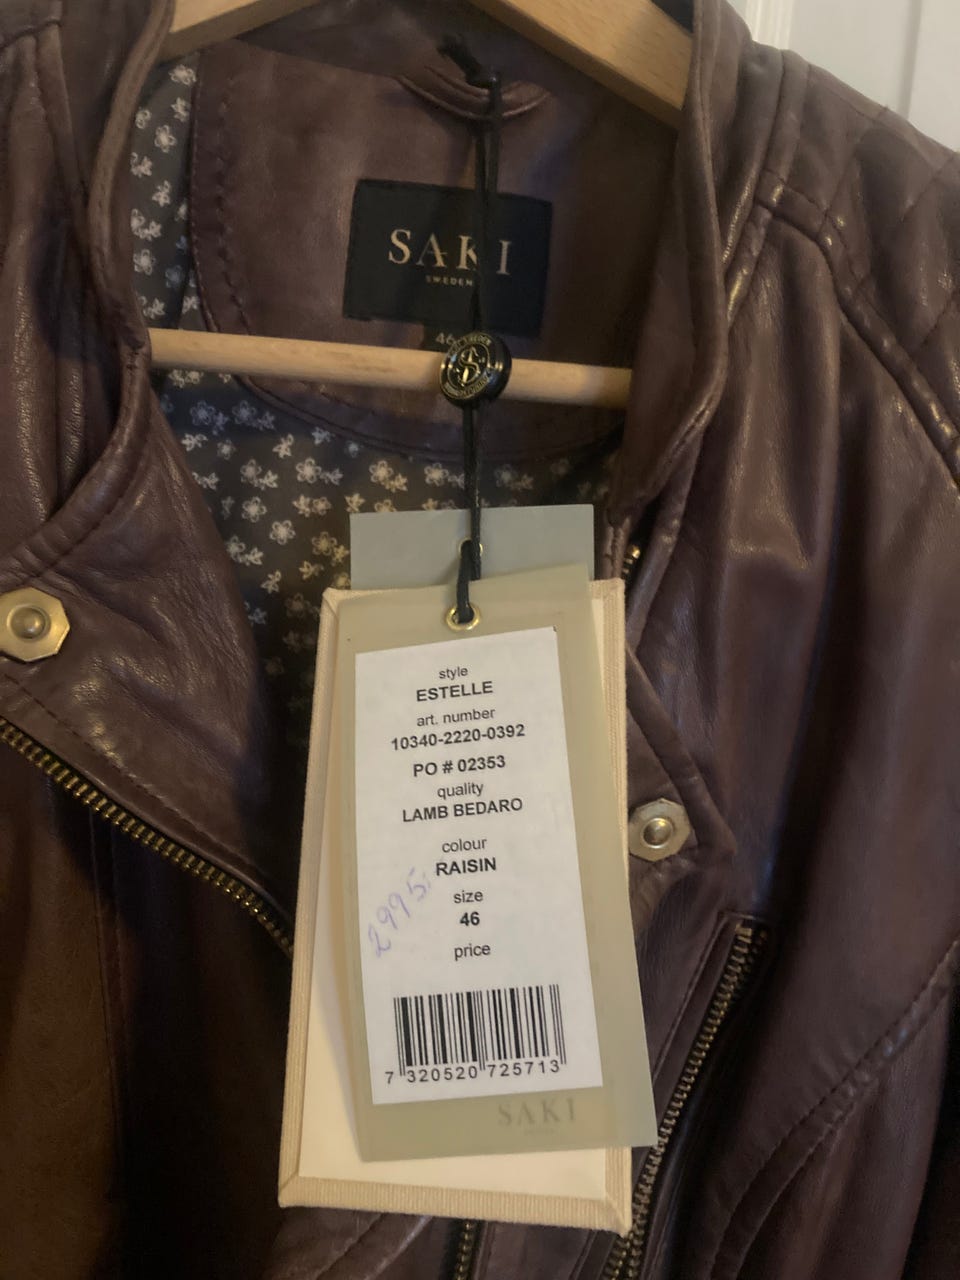 SAKI
SWEDEN
46
style
ESTELLE
art. number
10340-2220-0392
PO # 02353
quality
LAMB BEDARO
colour
RAISIN
2995:
size
46
price
7 320520 725713
SAKI